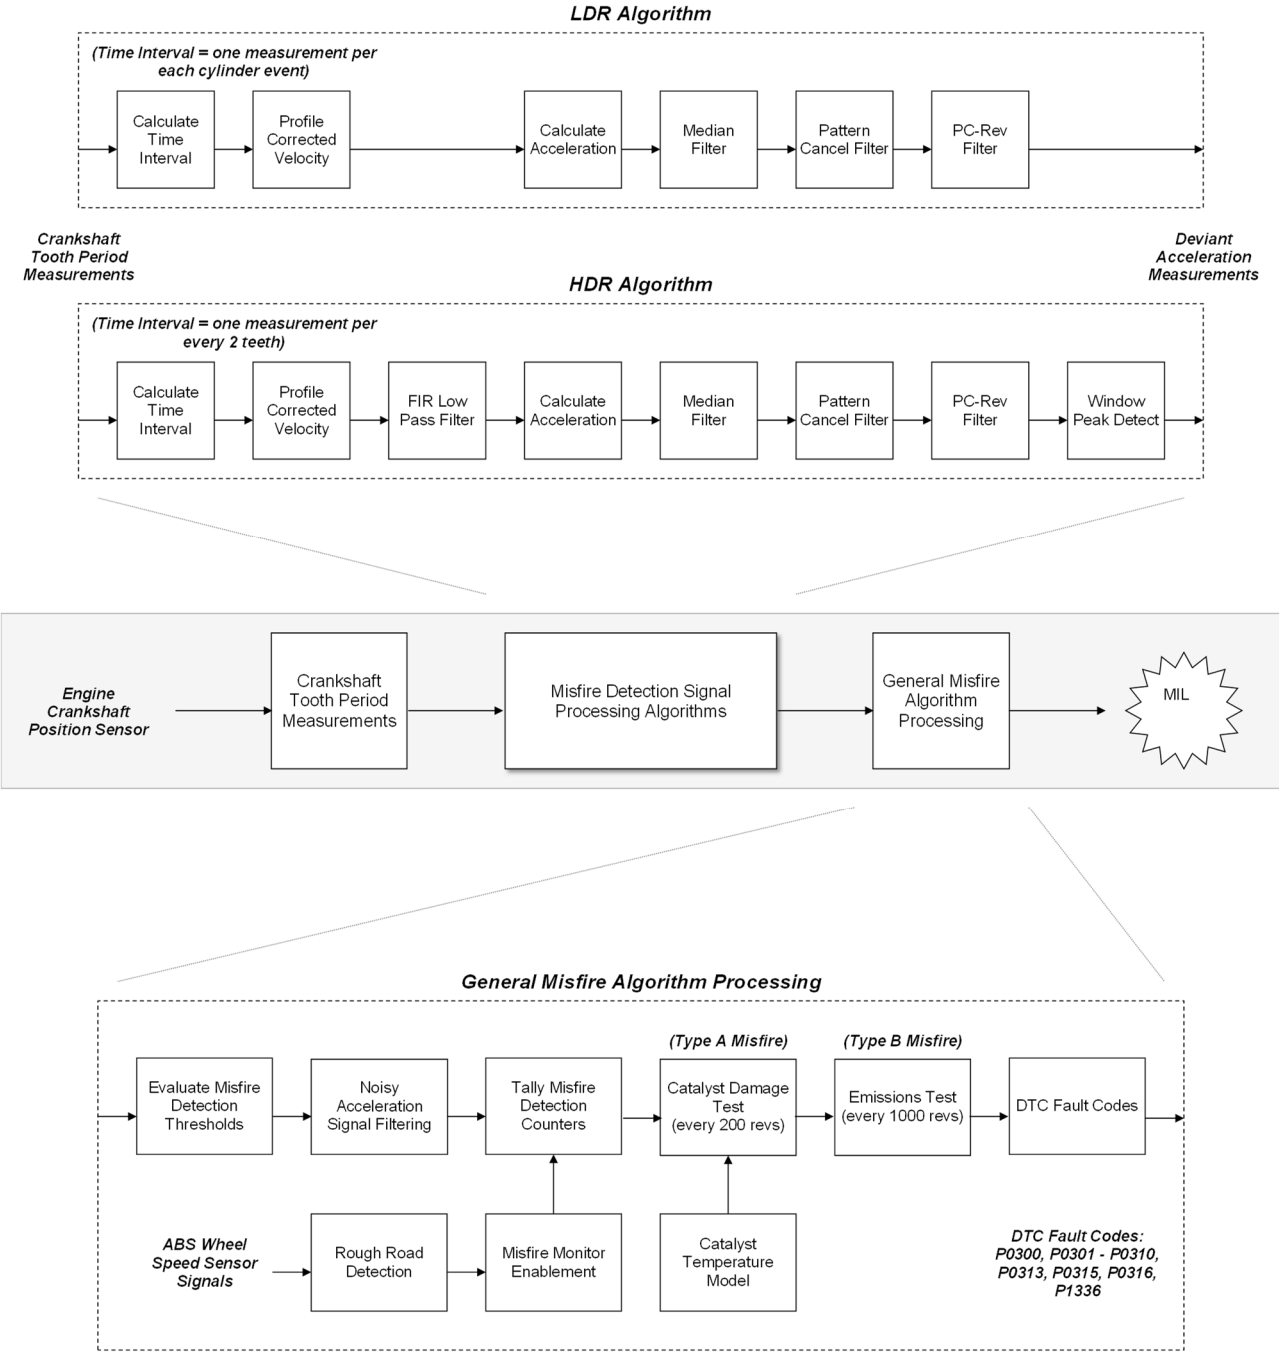 LDR Algorithm
(Time Interval = one measurement per
each cylinder event)
Calculate
Time
Interval
Profile
Corrected
Velocity
Calculate
Acceleration
Median
Filter
Pattern
Cancel Filter
PC-Rev
Filter
Crankshaft
Tooth Period
Measurements
Deviant
Acceleration
Measurements
HDR Algorithm
(Time Interval = one measurement per
every 2 teeth)
Calculate
Time
Interval
Profile
Corrected
Velocity
FIR Low
Pass Filter
Calculate
Acceleration
Median
Filter
Pattern
Cancel Filter
PC-Rev
Filter
Window
Peak Detect
Engine
Crankshaft
Position Sensor
Crankshaft
Tooth Period
Measurements
Misfire Detection Signal
Processing Algorithms
General Misfire
Algorithm
Processing
MIL
General Misfire Algorithm Processing
(Type A Misfire)
(Type B Misfire)
Evaluate Misfire
Detection
Thresholds
Noisy
Acceleration
Signal Filtering
Tally Misfire
Detection
Counters
Catalyst Damage
Test
(every 200 revs)
Emissions Test
(every 1000 revs)
DTC Fault Codes
ABS Wheel
Speed Sensor
Signals
Rough Road
Detection
Misfire Monitor
Enablement
Catalyst
Temperature
Model
DTC Fault Codes:
P0300, P0301 - P0310,
P0313, P0315, P0316,
P1336